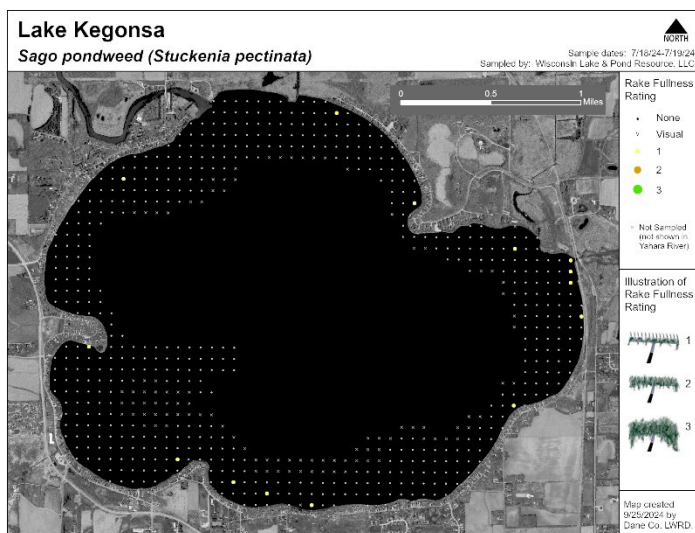 Lake Kegonsa
Sago pondweed (Stuckenia pectinata)
NORTH
Sample dates: 7/18/24-7/19/24
Sampled by: Wisconsin Lake & Pond Resource, LLC
0 0.5 1
Miles
Rake Fullness
Rating
None
Visual
1
2
3
Not Sampled
(not shown in
Yahara River)
Illustration of
Rake Fullness
Rating
1
2
3
Map created
9/25/2024 by
Dane Co. LWRD.